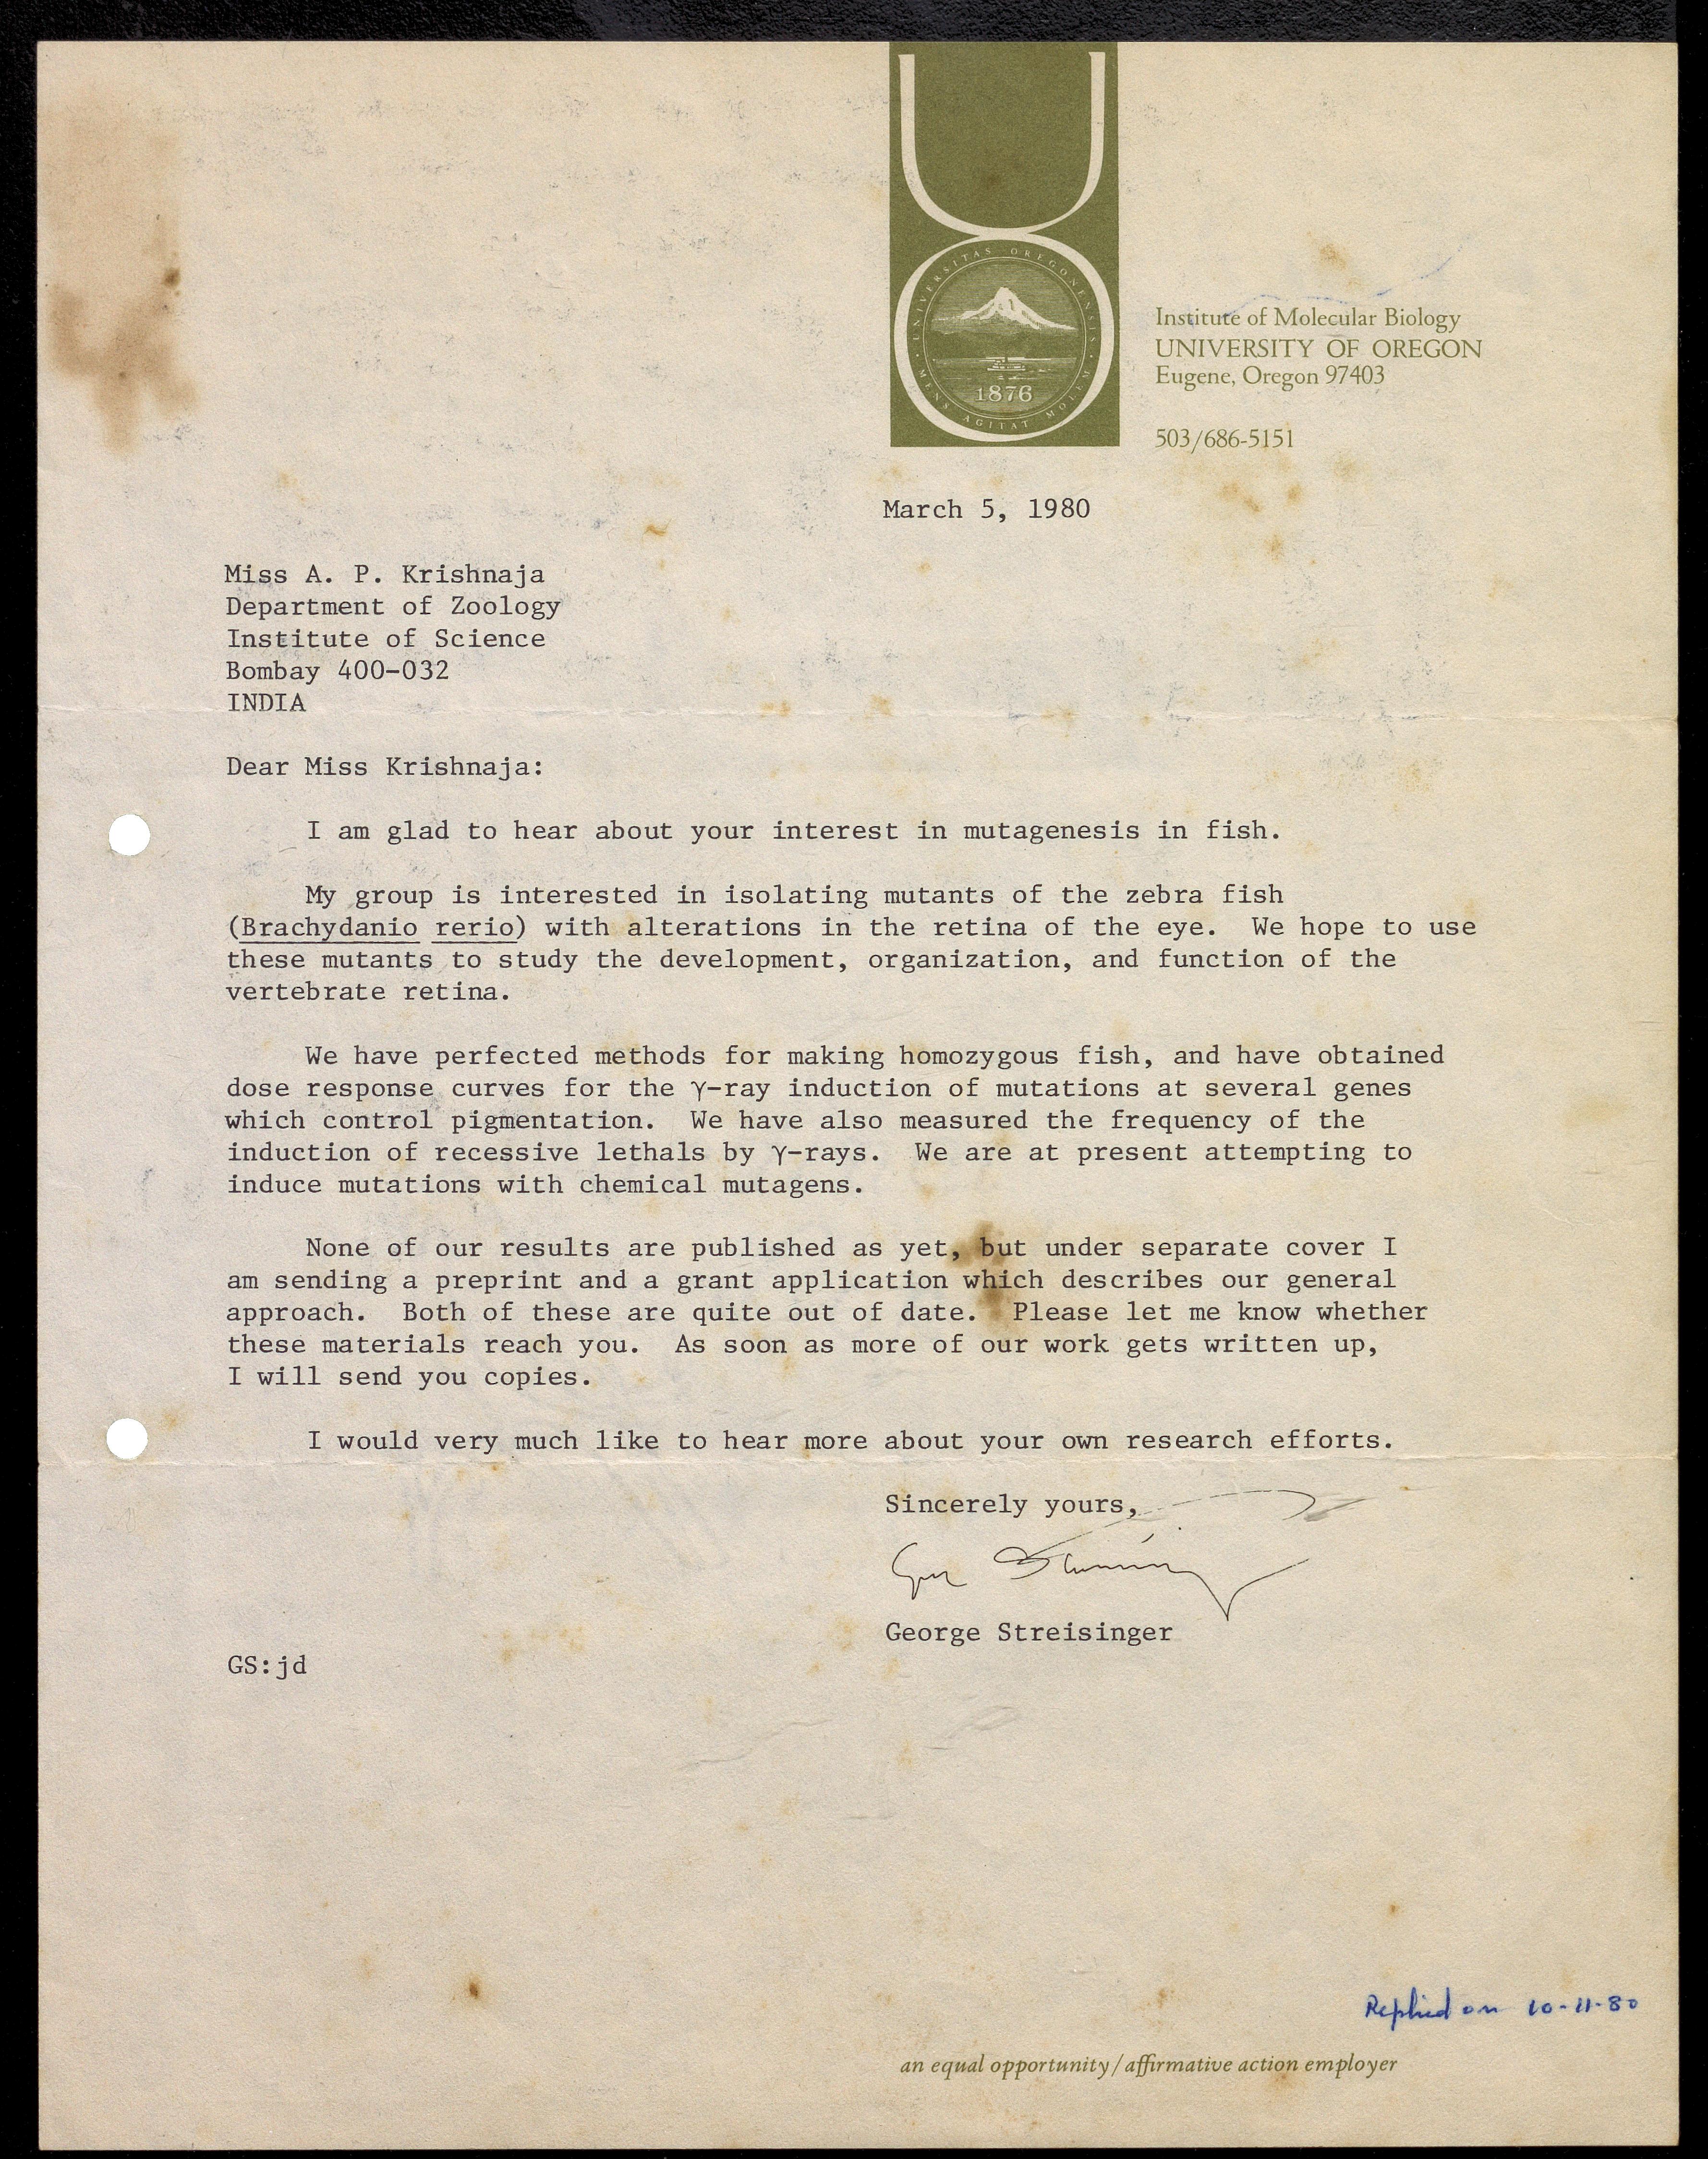 UNIVERSITAS OREGONENSIS
MENS AGITAT MOLEM
1876
Institute of Molecular Biology
UNIVERSITY OF OREGON
Eugene, Oregon 97403
503/686-5151
March 5, 1980
Miss A. P. Krishnaja
Department of Zoology
Institute of Science
Bombay 400-032
INDIA
Dear Miss Krishnaja:
I am glad to hear about your interest in mutagenesis in fish.
My group is interested in isolating mutants of the zebra fish
(Brachydanio rerio) with alterations in the retina of the eye. We hope to use
these mutants to study the development, organization, and function of the
vertebrate retina.
We have perfected methods for making homozygous fish, and have obtained
dose response curves for the γ-ray induction of mutations at several genes
which control pigmentation. We have also measured the frequency of the
induction of recessive lethals by γ-rays. We are at present attempting to
induce mutations with chemical mutagens.
None of our results are published as yet, but under separate cover I
am sending a preprint and a grant application which describes our general
approach. Both of these are quite out of date. Please let me know whether
these materials reach you. As soon as more of our work gets written up,
I will send you copies.
I would very much like to hear more about your own research efforts.
Sincerely yours,
George Streisinger
GS:jd
Replied on 10-11-80
an equal opportunity/affirmative action employer